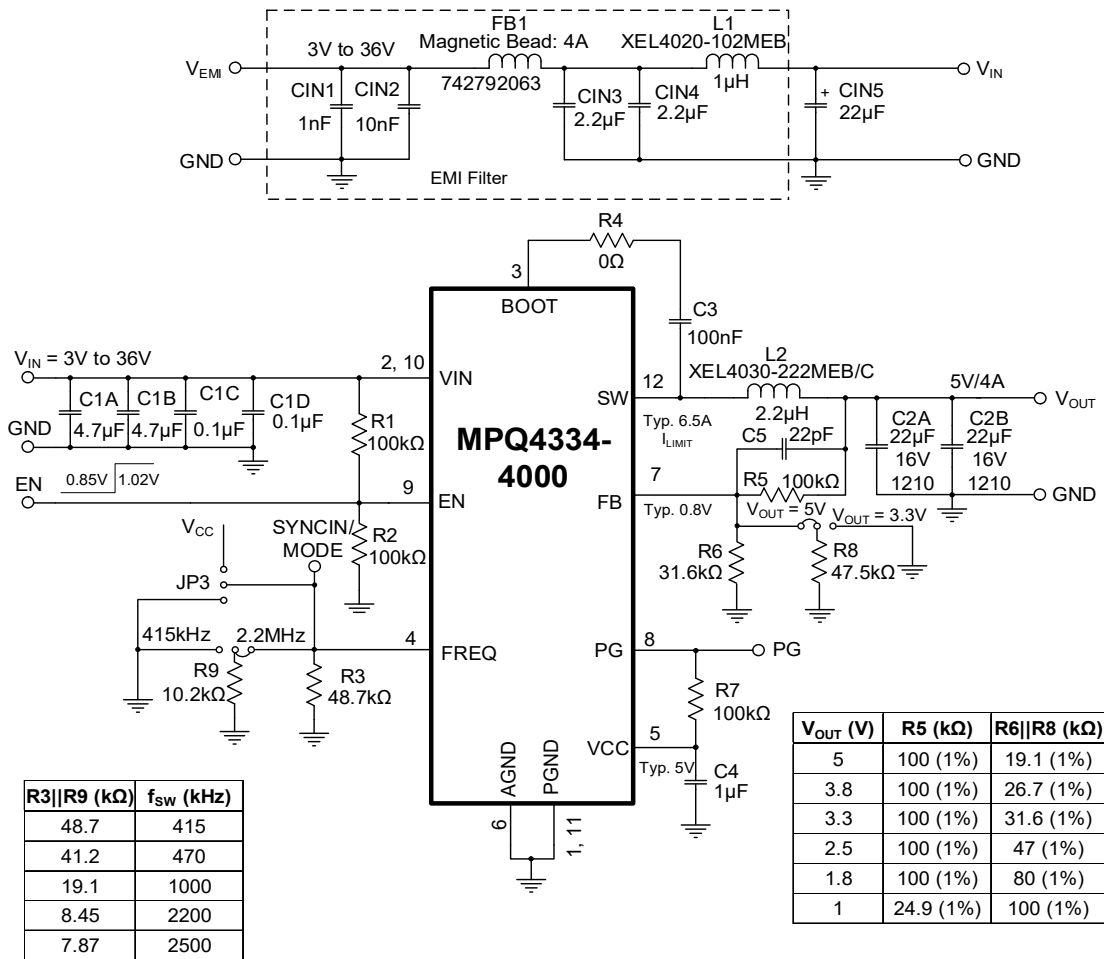 FB1
Magnetic Bead: 4A
742792063
L1
XEL4020-102MEB
1µH
3V to 36V
V_EMI
V_IN
CIN1
1nF
CIN2
10nF
CIN3
2.2µF
CIN4
2.2µF
+
CIN5
22µF
GND
GND
EMI Filter
R4
0Ω
3
BOOT
C3
100nF
V_IN = 3V to 36V
2, 10
VIN
C1A
4.7µF
C1B
4.7µF
C1C
0.1µF
C1D
0.1µF
R1
100kΩ
GND
EN
0.85V
1.02V
9
EN
R2
100kΩ
MPQ4334-
4000
12
SW
Typ. 6.5A
I_LIMIT
L2
XEL4030-222MEB/C
2.2µH
5V/4A
V_OUT
C5
22pF
C2A
22µF
16V
1210
C2B
22µF
16V
1210
GND
7
FB
Typ. 0.8V
R5
100kΩ
V_OUT = 5V
V_OUT = 3.3V
R6
31.6kΩ
R8
47.5kΩ
V_CC
SYNCIN/
MODE
JP3
415kHz
2.2MHz
4
FREQ
R9
10.2kΩ
R3
48.7kΩ
8
PG
PG
R7
100kΩ
5
VCC
Typ. 5V
C4
1µF
AGND
PGND
6
1, 11
R3||R9 (kΩ) f_SW (kHz)
48.7 415
41.2 470
19.1 1000
8.45 2200
7.87 2500
V_OUT (V) R5 (kΩ) R6||R8 (kΩ)
5 100 (1%) 19.1 (1%)
3.8 100 (1%) 26.7 (1%)
3.3 100 (1%) 31.6 (1%)
2.5 100 (1%) 47 (1%)
1.8 100 (1%) 80 (1%)
1 24.9 (1%) 100 (1%)